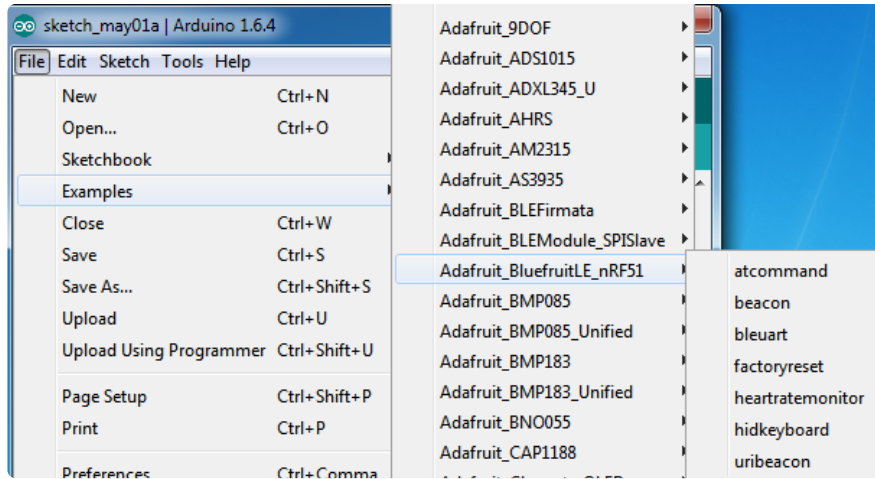 sketch_may01a | Arduino 1.6.4
File Edit Sketch Tools Help
New Ctrl+N
Open... Ctrl+O
Sketchbook
Examples
Close Ctrl+W
Save Ctrl+S
Save As... Ctrl+Shift+S
Upload Ctrl+U
Upload Using Programmer Ctrl+Shift+U
Page Setup Ctrl+Shift+P
Print Ctrl+P
Preferences Ctrl+Comma
Adafruit_9DOF
Adafruit_ADS1015
Adafruit_ADXL345_U
Adafruit_AHRS
Adafruit_AM2315
Adafruit_AS3935
Adafruit_BLEFirmata
Adafruit_BLEModule_SPISlave
Adafruit_BluefruitLE_nRF51
Adafruit_BMP085
Adafruit_BMP085_Unified
Adafruit_BMP183
Adafruit_BMP183_Unified
Adafruit_BNO055
Adafruit_CAP1188
atcommand
beacon
bleuart
factoryreset
heartratemonitor
hidkeyboard
uribeacon